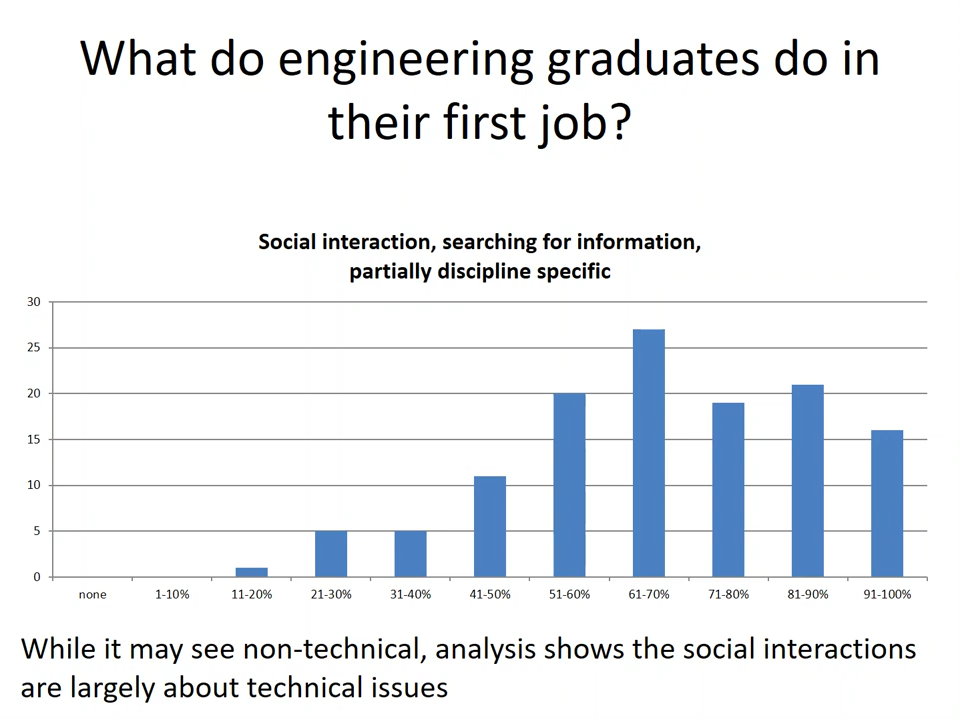 What do engineering graduates do in
their first job?
Social interaction, searching for information,
partially discipline specific
30
25
20
15
10
5
0
none 1-10% 11-20% 21-30% 31-40% 41-50% 51-60% 61-70% 71-80% 81-90% 91-100%
While it may see non-technical, analysis shows the social interactions
are largely about technical issues